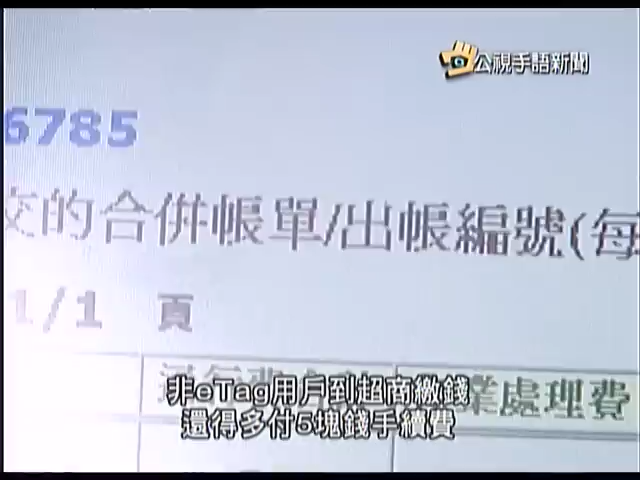 公視手語新聞
6785
交的合併帳單/出帳編號(每
1/1 頁
業處理費
非eTag用戶到超商繳錢
還得多付5塊錢手續費